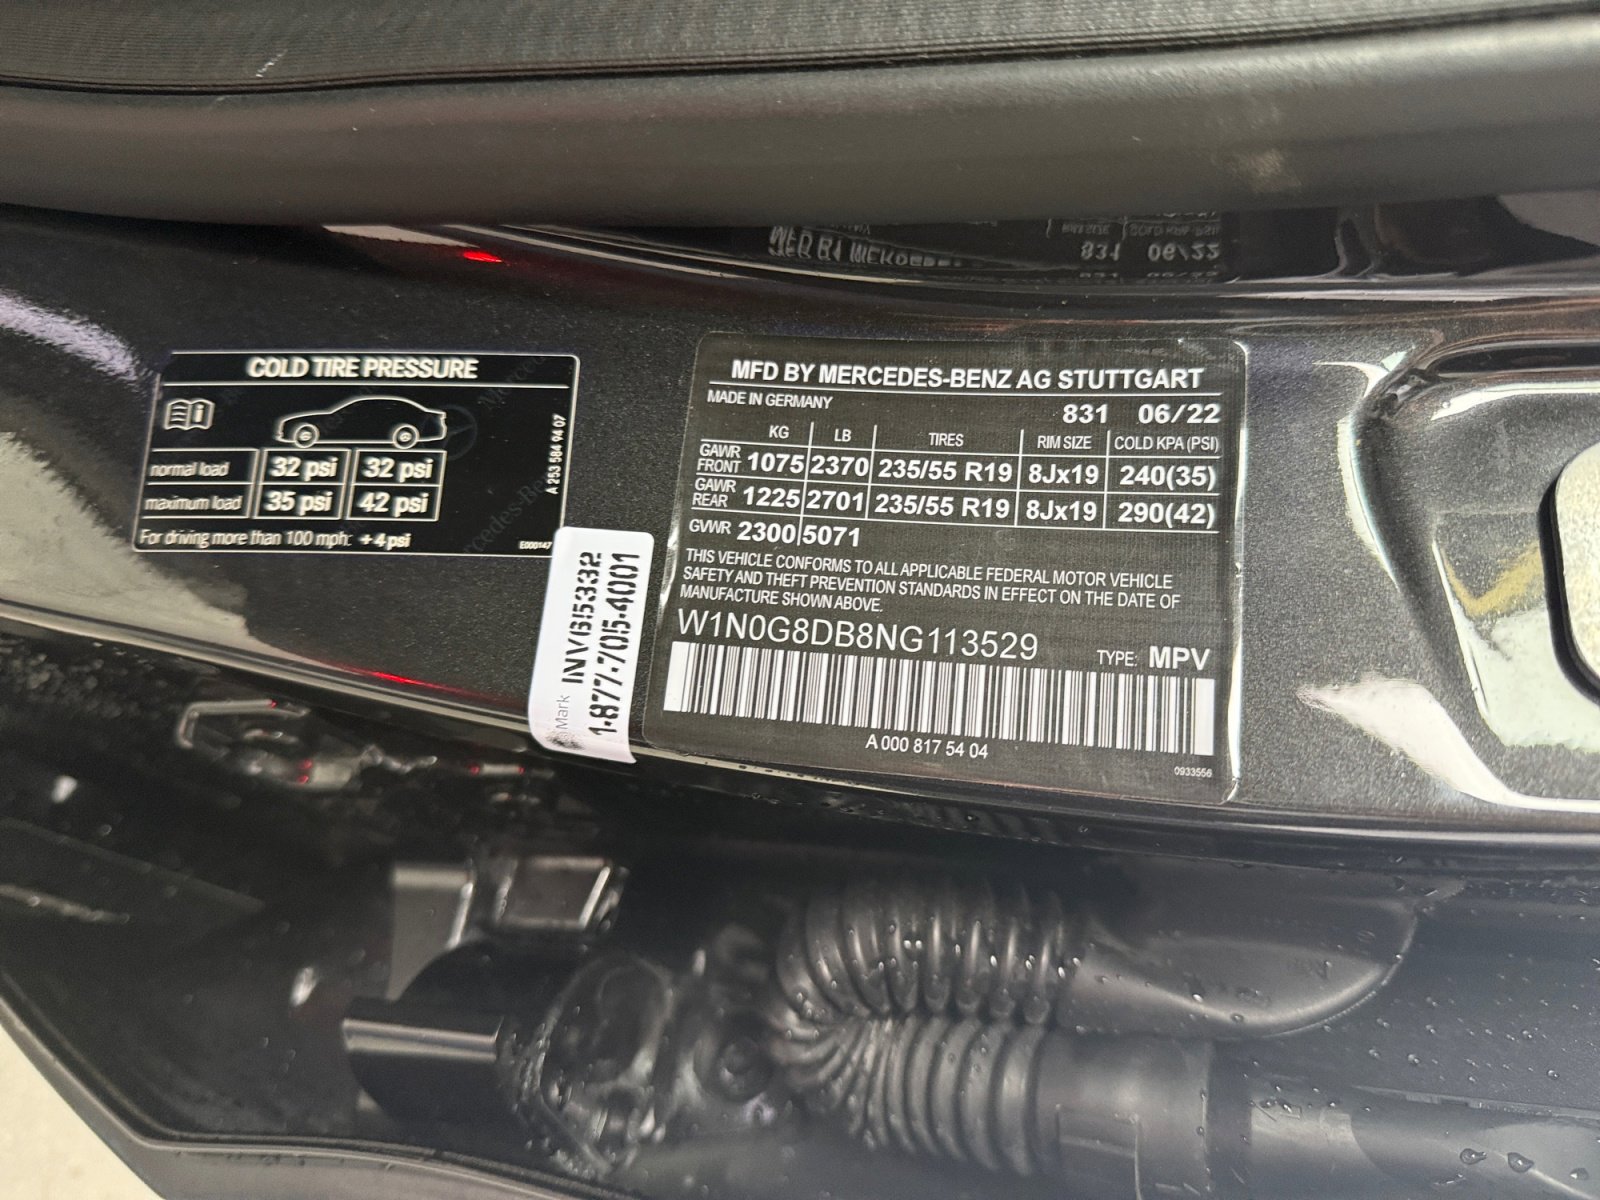 COLD TIRE PRESSURE
normal load 32 psi 32 psi
maximum load 35 psi 42 psi
For driving more than 100 mph: +4 psi
E000147
A 253 584 94 07
Mark
INV65332
1-877-705-4001
MFD BY MERCEDES-BENZ AG STUTTGART
MADE IN GERMANY
831 06/22
KG LB TIRES RIM SIZE COLD KPA (PSI)
GAWR FRONT 1075 2370 235/55 R19 8Jx19 240(35)
GAWR REAR 1225 2701 235/55 R19 8Jx19 290(42)
GVWR 2300 5071
THIS VEHICLE CONFORMS TO ALL APPLICABLE FEDERAL MOTOR VEHICLE
SAFETY AND THEFT PREVENTION STANDARDS IN EFFECT ON THE DATE OF
MANUFACTURE SHOWN ABOVE.
W1N0G8DB8NG113529
TYPE: MPV
A 000 817 54 04
0933556